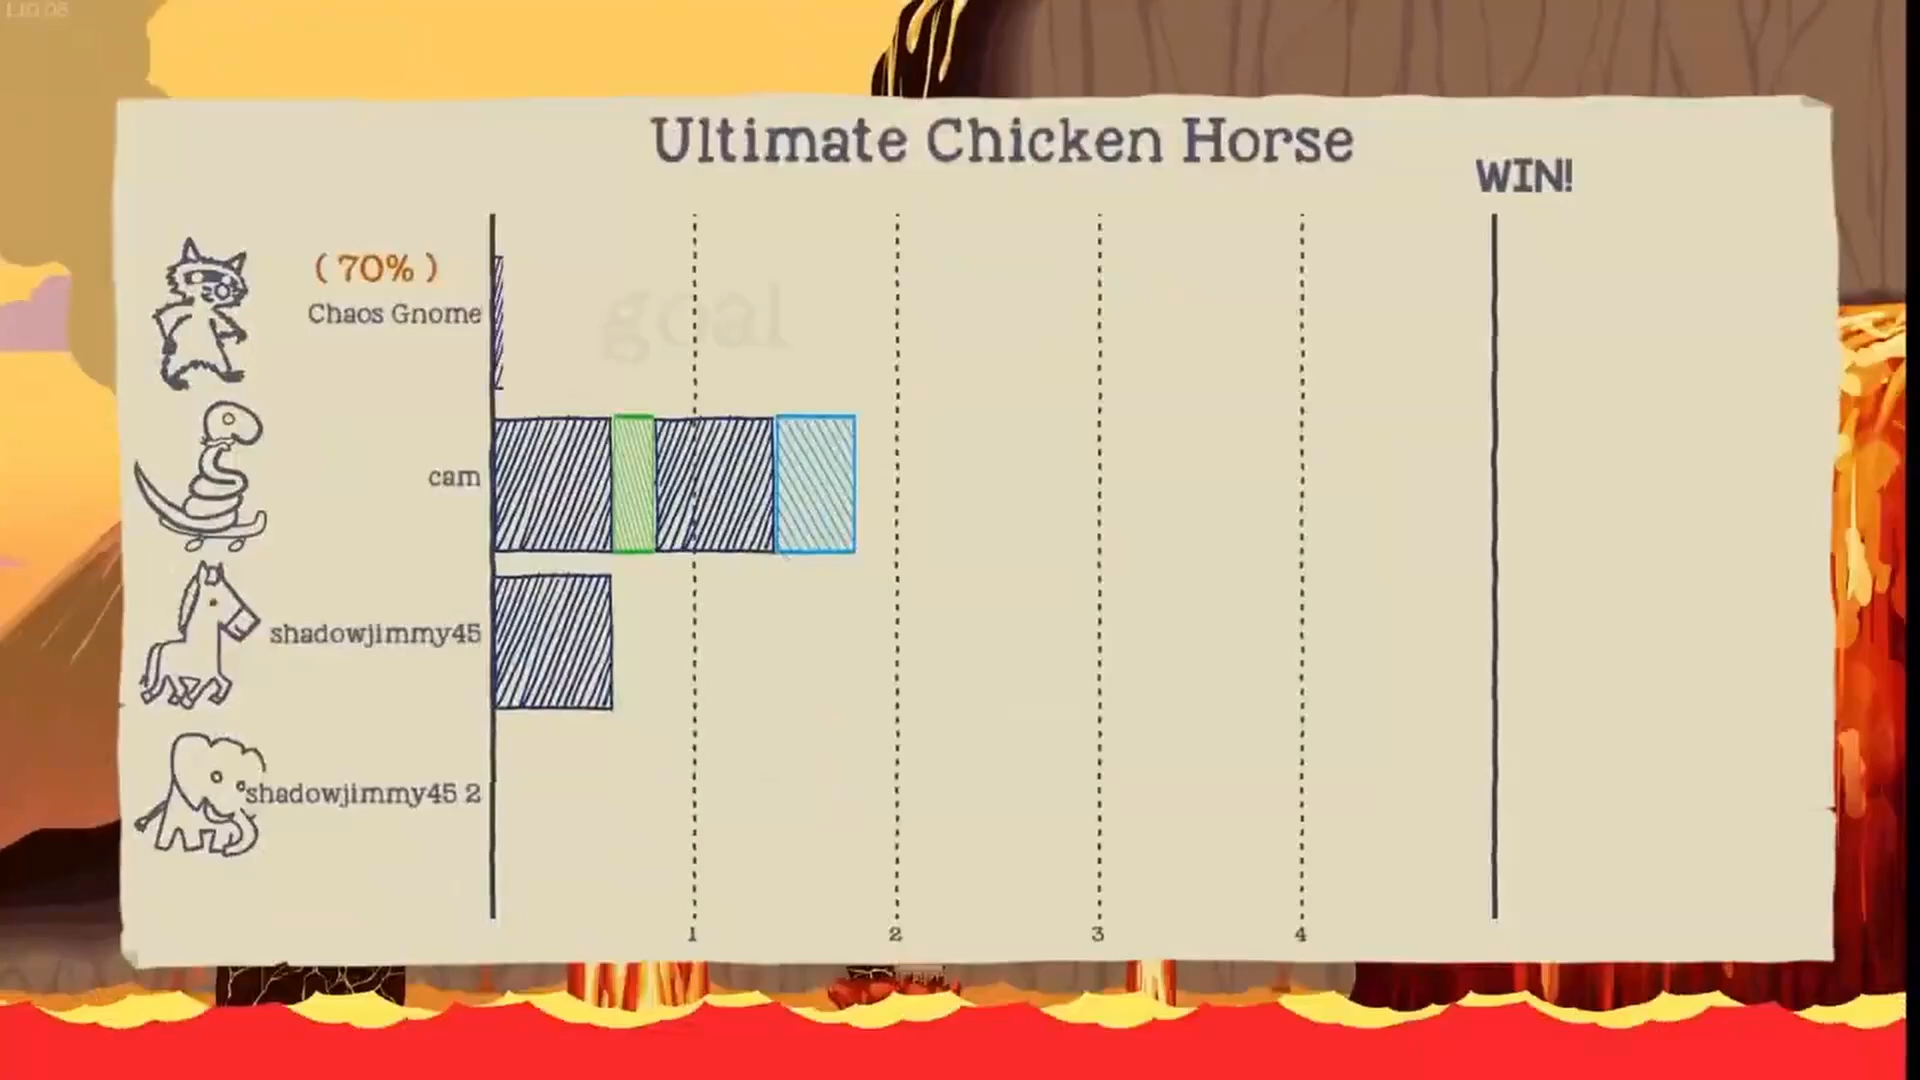 Ultimate Chicken Horse
WIN!
( 70% )
Chaos Gnome
goal
cam
shadowjimmy45
shadowjimmy45 2
1 2 3 4